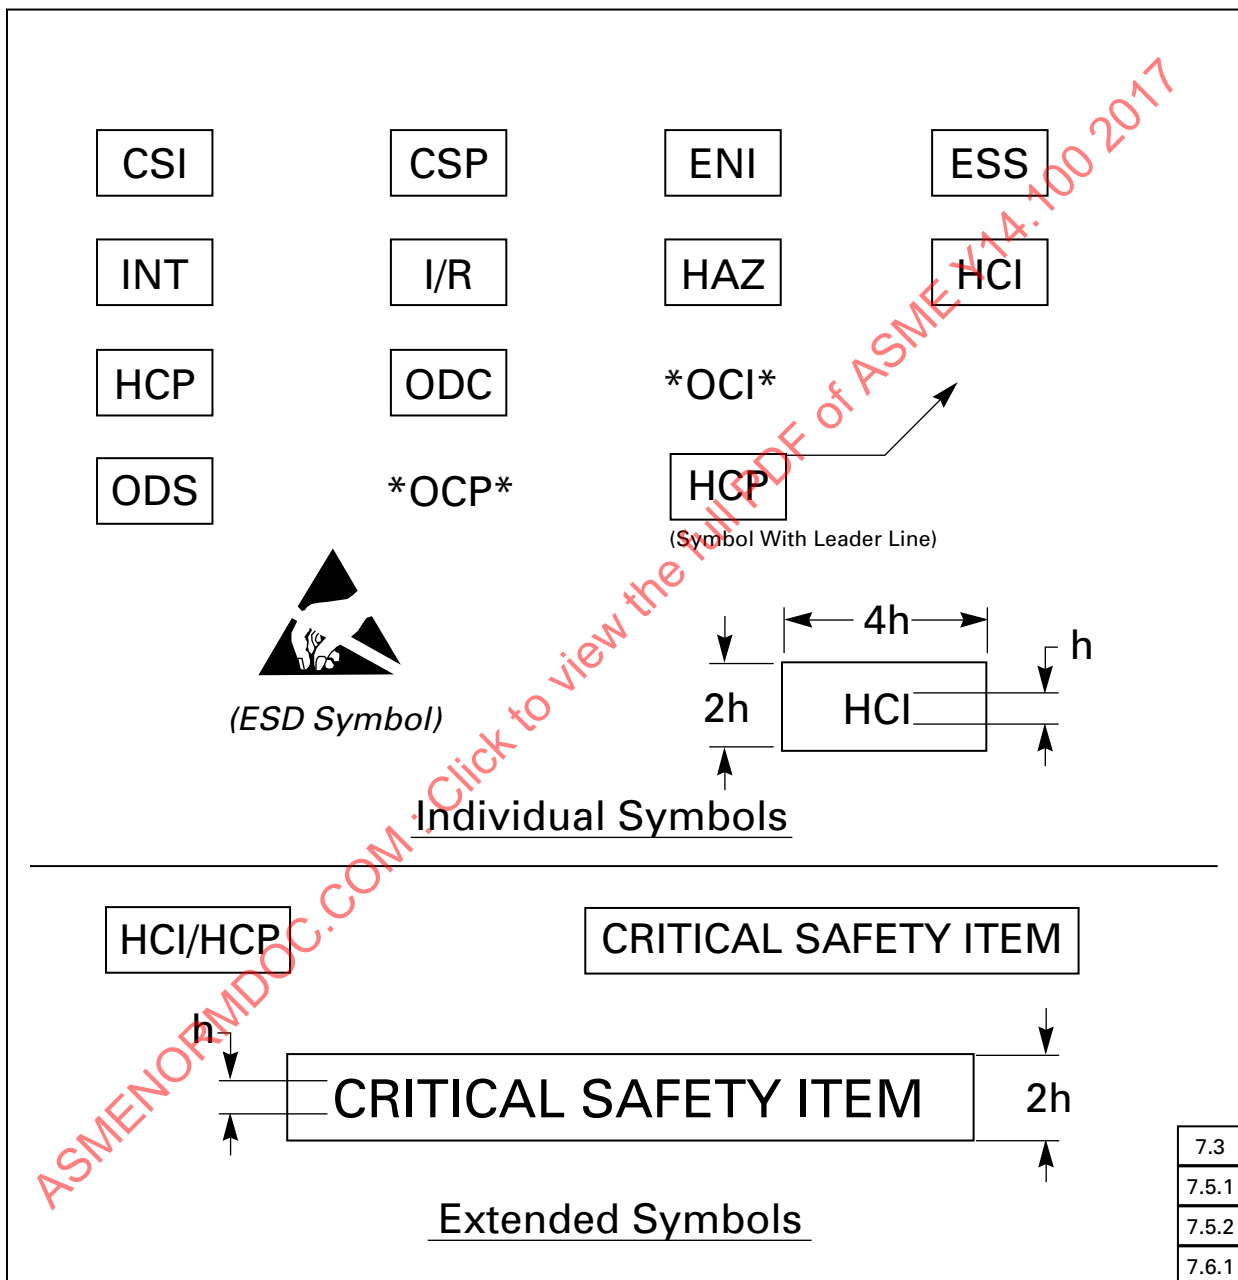 CSI CSP ENI ESS
INT I/R HAZ HCI
HCP ODC *OCI*
ODS *OCP* HCP
(Symbol With Leader Line)
4h
h
2h HCI
(ESD Symbol)
Individual Symbols
HCI/HCP CRITICAL SAFETY ITEM
h
CRITICAL SAFETY ITEM 2h
Extended Symbols
7.3
7.5.1
7.5.2
7.6.1
ASMENORMDOC.COM : Click to view the full PDF of ASME Y14.100 2017